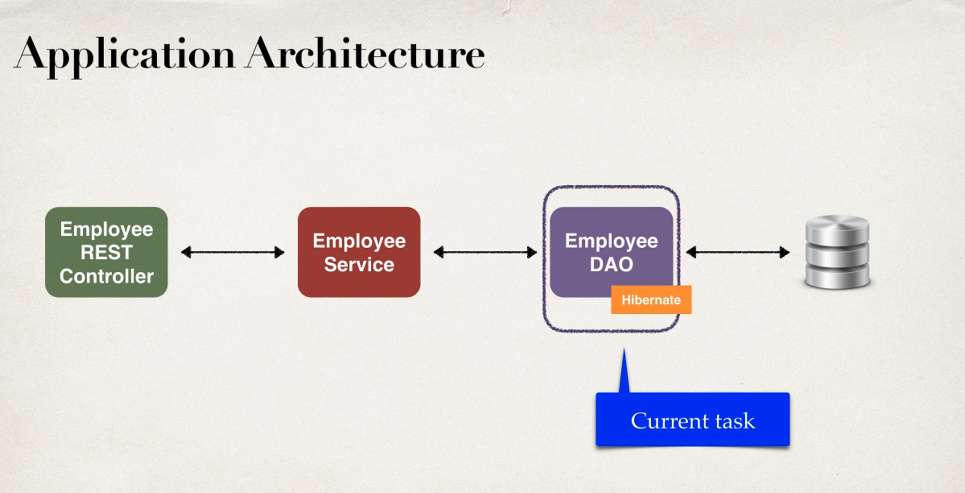 Application Architecture
Employee
REST
Controller
Employee
Service
Employee
DAO
Hibernate
Current task